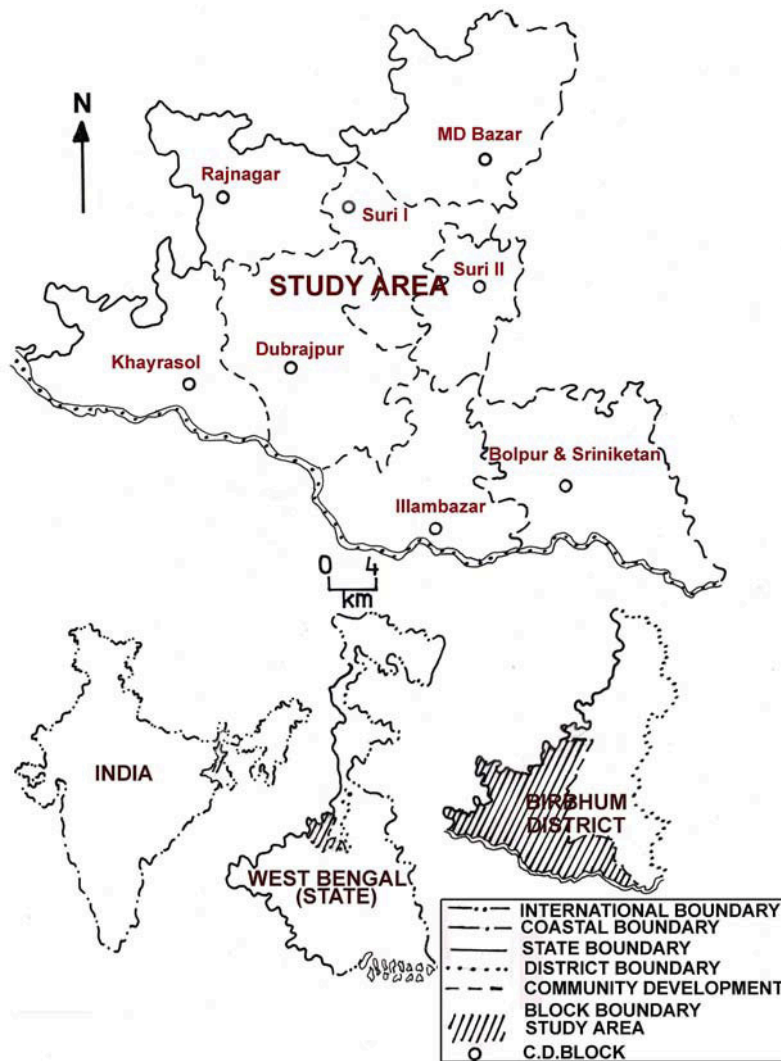 N
MD Bazar
Rajnagar
Suri I
Suri II
STUDY AREA
Dubrajpur
Khayrasol
Bolpur & Sriniketan
Illambazar
0 4
km
INDIA
BIRBHUM
DISTRICT
WEST BENGAL
(STATE)
INTERNATIONAL BOUNDARY
COASTAL BOUNDARY
STATE BOUNDARY
DISTRICT BOUNDARY
COMMUNITY DEVELOPMENT
BLOCK BOUNDARY
STUDY AREA
C.D.BLOCK